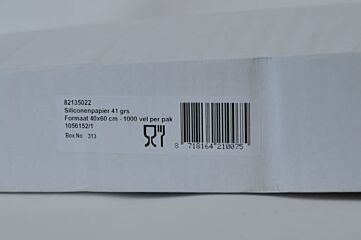 82135022
Siliconenpapier 41 grs
Formaat 40x60 cm - 1000 vel per pak
1056152/1
Box No 313
8 718164 210075